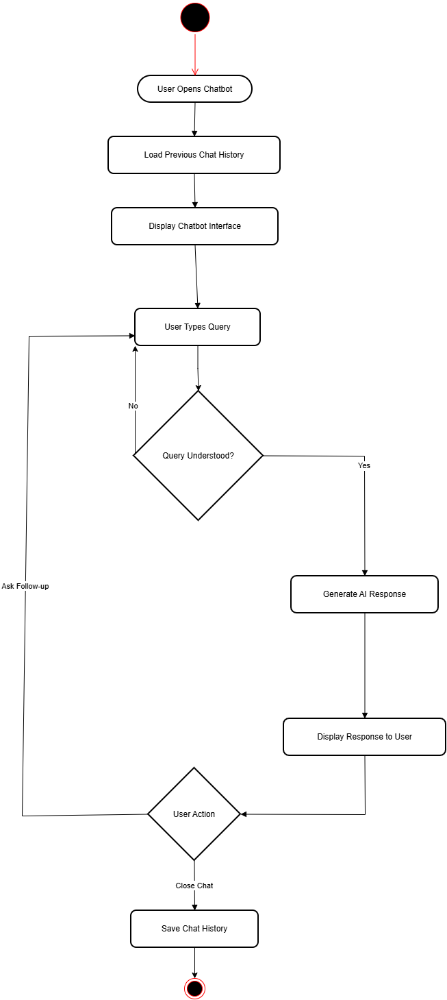 User Opens Chatbot
Load Previous Chat History
Display Chatbot Interface
User Types Query
No
Query Understood?
Yes
Ask Follow-up
Generate AI Response
Display Response to User
User Action
Close Chat
Save Chat History